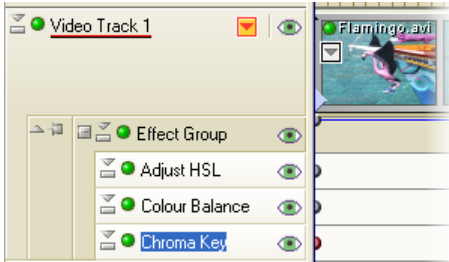 Video Track 1
Flamingo.avi
Effect Group
Adjust HSL
Colour Balance
Chroma Key